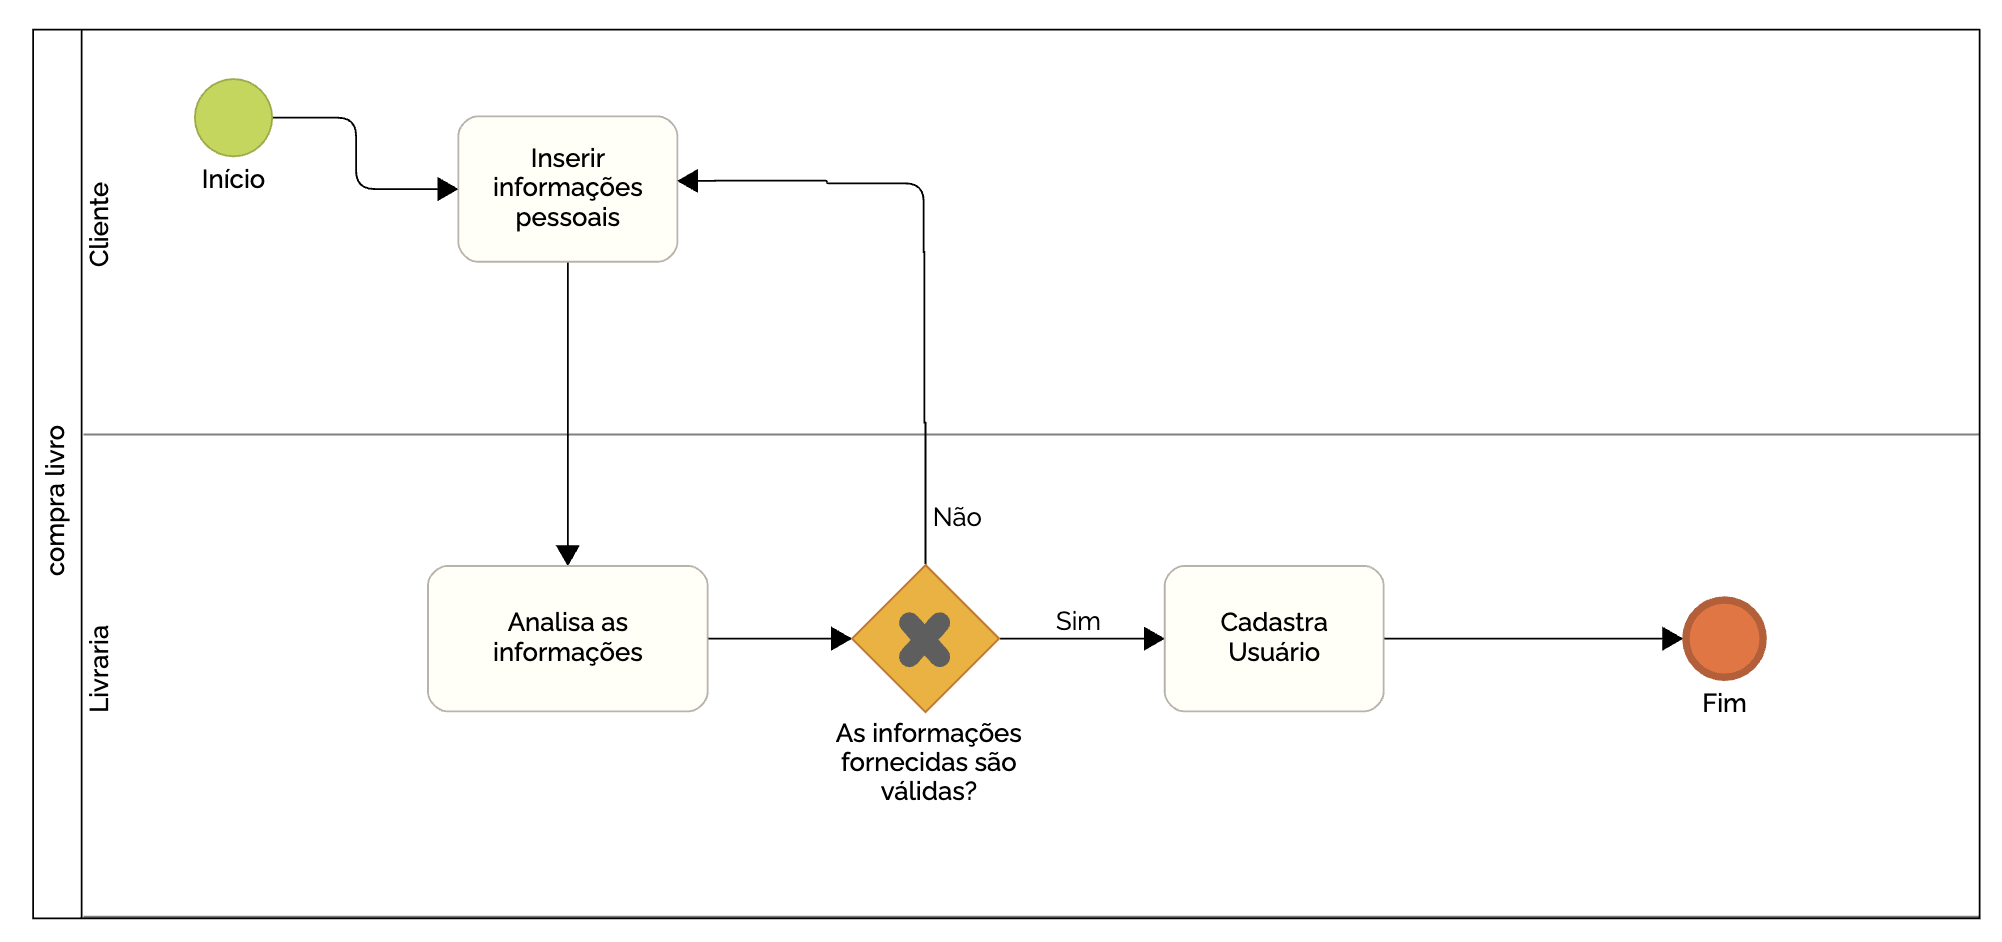 compra livro
Cliente
Início
Inserir
informações
pessoais
Livraria
Analisa as
informações
Não
As informações
fornecidas são
válidas?
Sim
Cadastra
Usuário
Fim